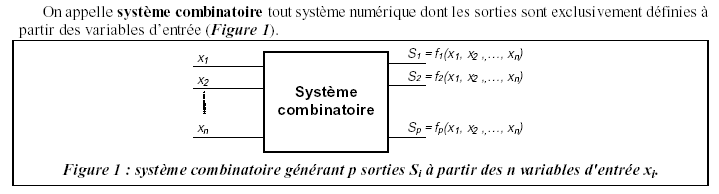 On appelle système combinatoire tout système numérique dont les sorties sont exclusivement définies à
partir des variables d'entrée (Figure 1).
x1
S1 = f1(x1, x2 ,..., xn)
x2
S2 = f2(x1, x2 ,..., xn)
Système
combinatoire
xn
Sp = fp(x1, x2 ,..., xn)
Figure 1 : système combinatoire générant p sorties Si à partir des n variables d'entrée xi.